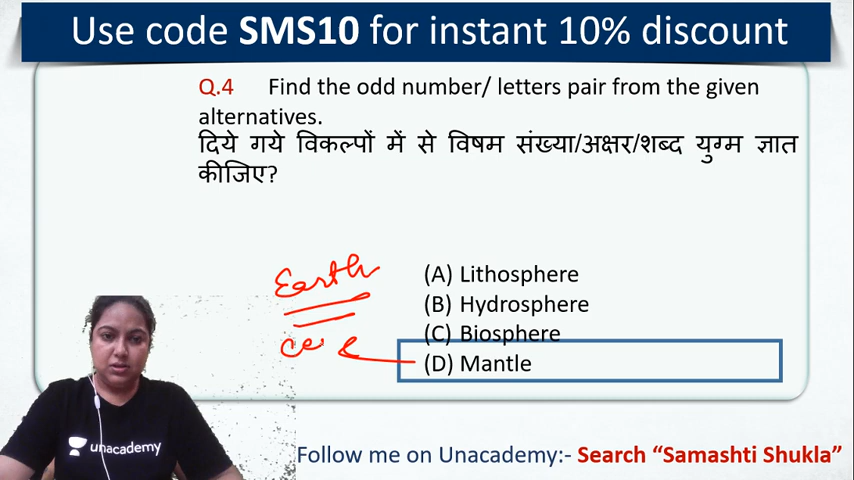 Use code SMS10 for instant 10% discount
Q.4 Find the odd number/ letters pair from the given
alternatives.
दिये गये विकल्पों में से विषम संख्या/अक्षर/शब्द युग्म ज्ञात
कीजिए?
Earth
(A) Lithosphere
(B) Hydrosphere
(C) Biosphere
(D) Mantle
unacademy
Follow me on Unacademy:- Search “Samashti Shukla”